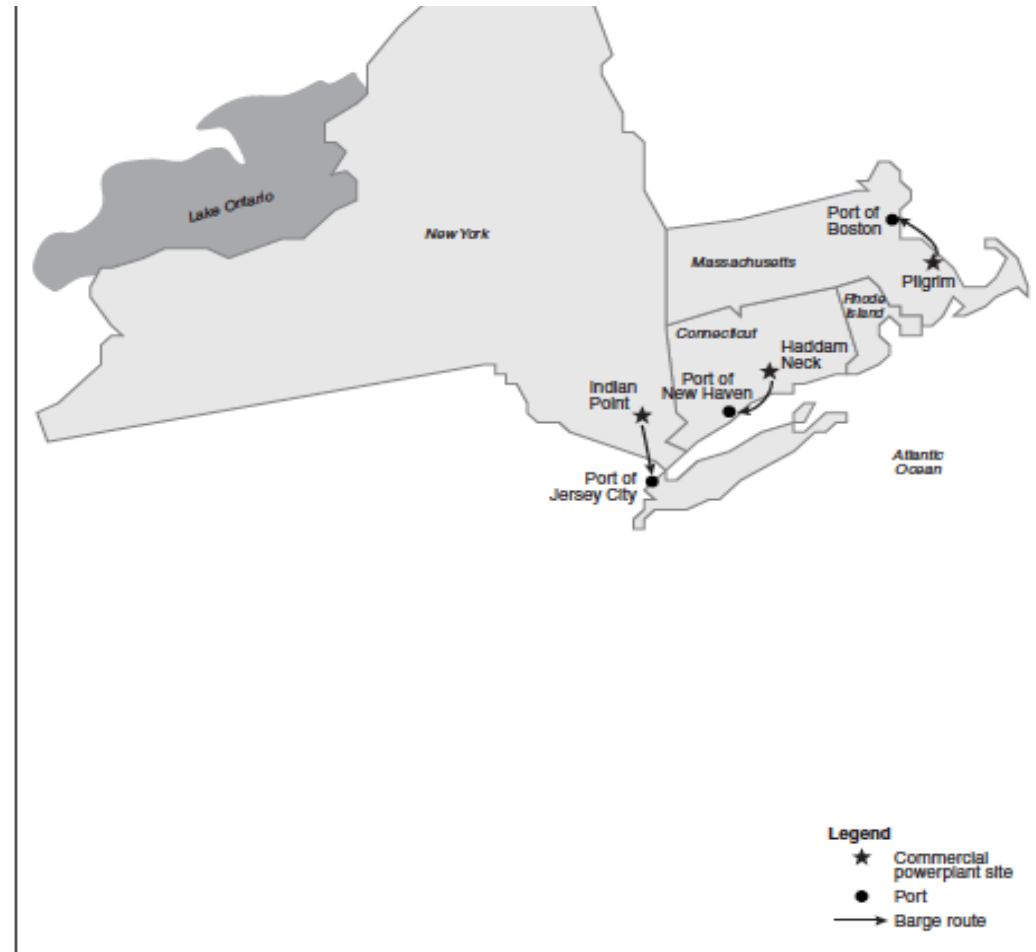 Lake Ontario
New York
Port of
Boston
Massachusetts
Pilgrim
Rhode
Island
Connecticut
Haddam
Neck
Port of
New Haven
Indian
Point
Atlantic
Ocean
Port of
Jersey City
Legend
Commercial
powerplant site
Port
Barge route